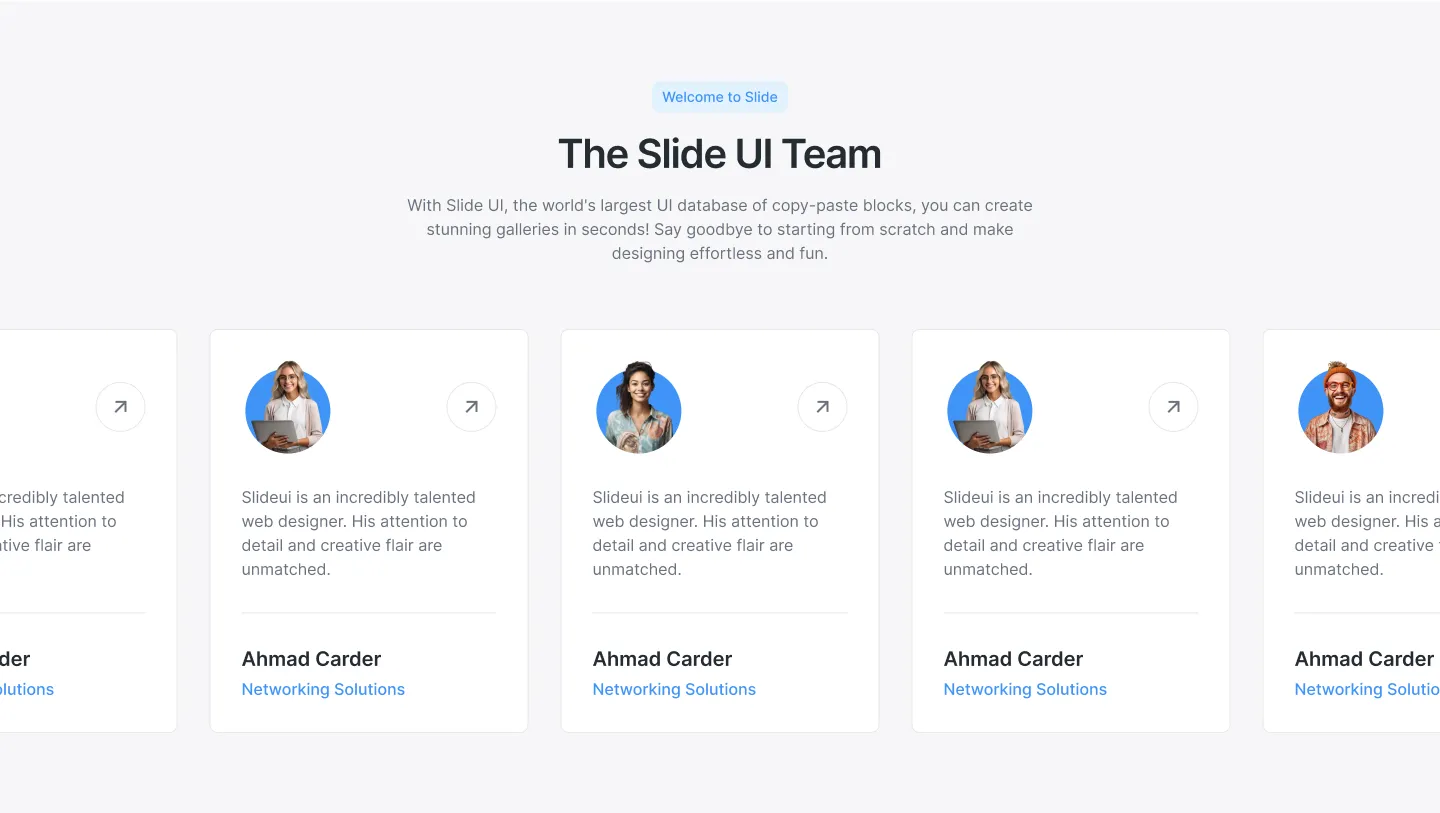 Welcome to Slide
The Slide UI Team
With Slide UI, the world's largest UI database of copy-paste blocks, you can create
stunning galleries in seconds! Say goodbye to starting from scratch and make
designing effortless and fun.
credibly talented
His attention to
tive flair are
der
olutions
Slideui is an incredibly talented
web designer. His attention to
detail and creative flair are
unmatched.
Ahmad Carder
Networking Solutions
Slideui is an incredibly talented
web designer. His attention to
detail and creative flair are
unmatched.
Ahmad Carder
Networking Solutions
Slideui is an incredibly talented
web designer. His attention to
detail and creative flair are
unmatched.
Ahmad Carder
Networking Solutions
Slideui is an incredi
web designer. His a
detail and creative
unmatched.
Ahmad Carder
Networking Solutio